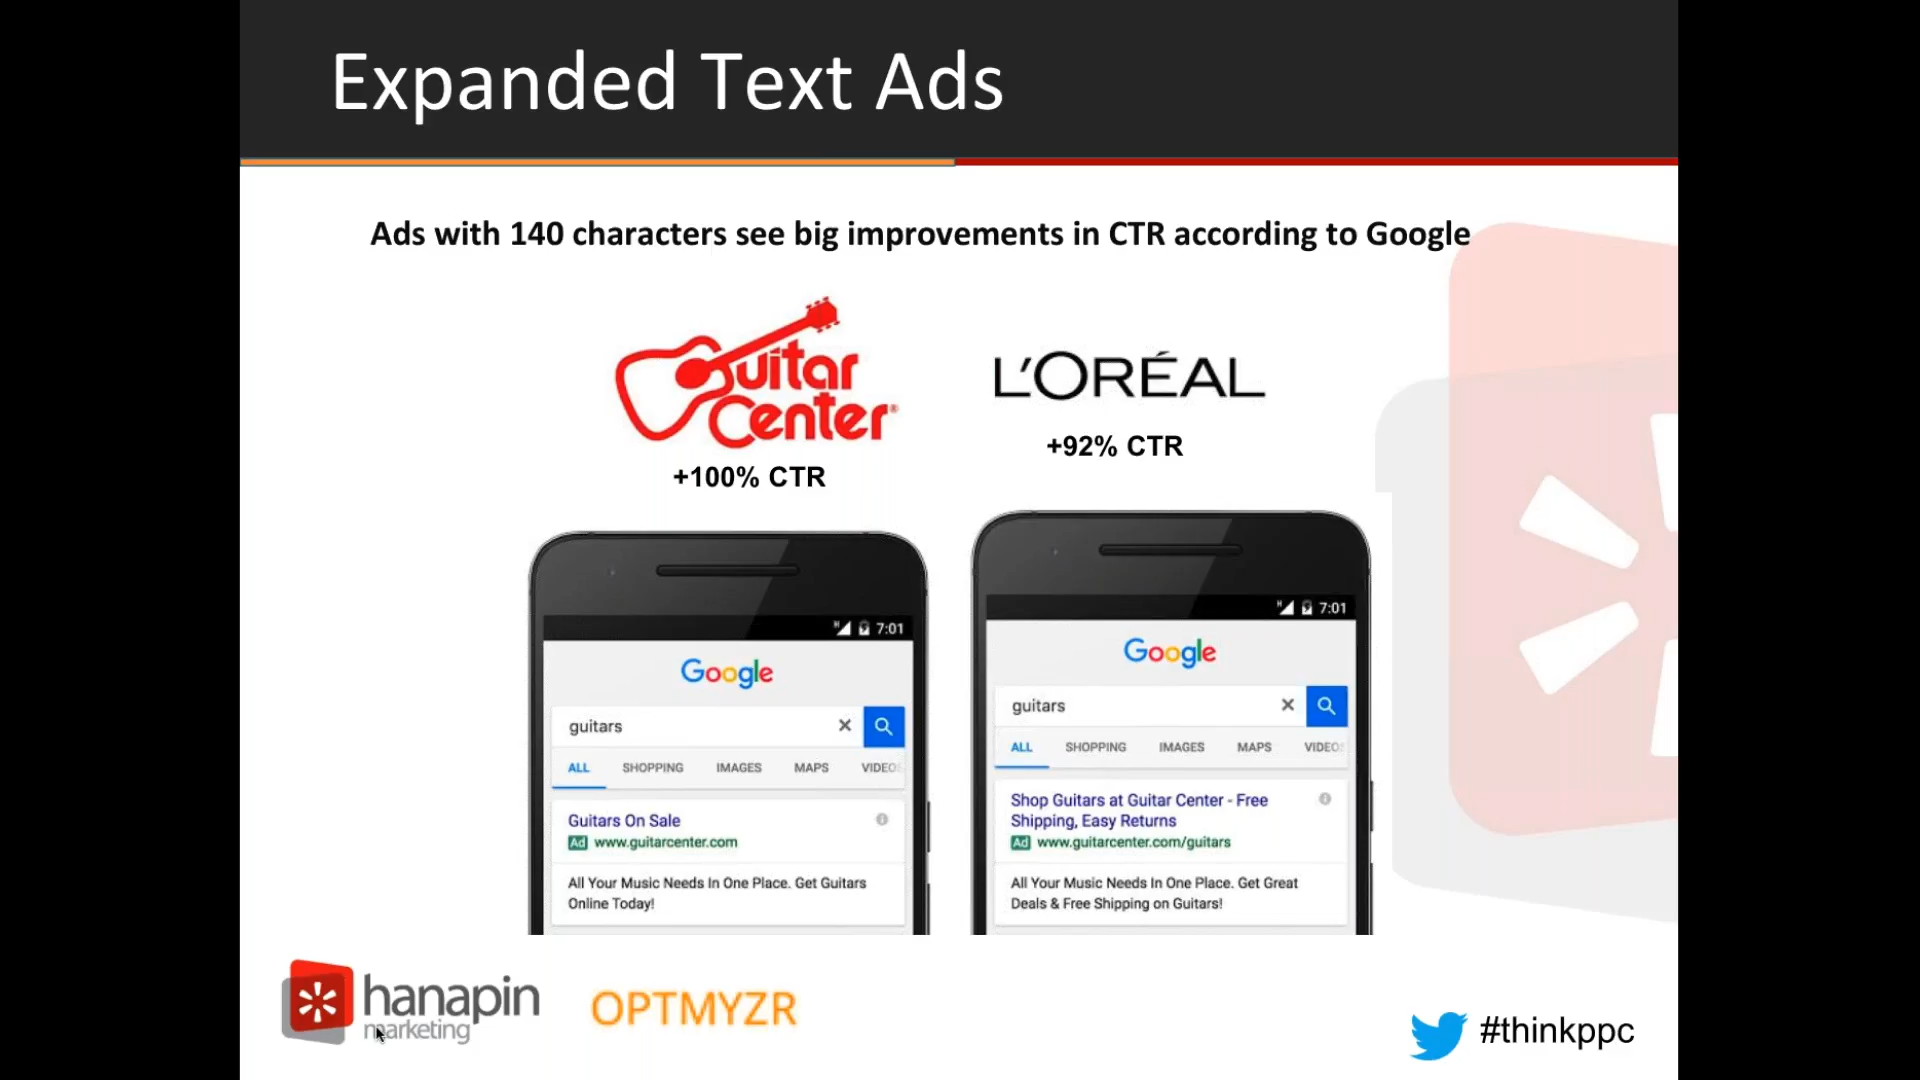 Expanded Text Ads
Ads with 140 characters see big improvements in CTR according to Google
Guitar
Center®
+100% CTR
L'ORÉAL
+92% CTR
7:01
Google
guitars
ALL SHOPPING IMAGES MAPS VIDEO
Guitars On Sale
Ad www.guitarcenter.com
All Your Music Needs In One Place. Get Guitars
Online Today!
H 7:01
Google
guitars
ALL SHOPPING IMAGES MAPS VIDEOS
Shop Guitars at Guitar Center - Free
Shipping, Easy Returns
Ad www.guitarcenter.com/guitars
All Your Music Needs In One Place. Get Great
Deals & Free Shipping on Guitars!
hanapin
marketing
OPTMYZR
#thinkppc